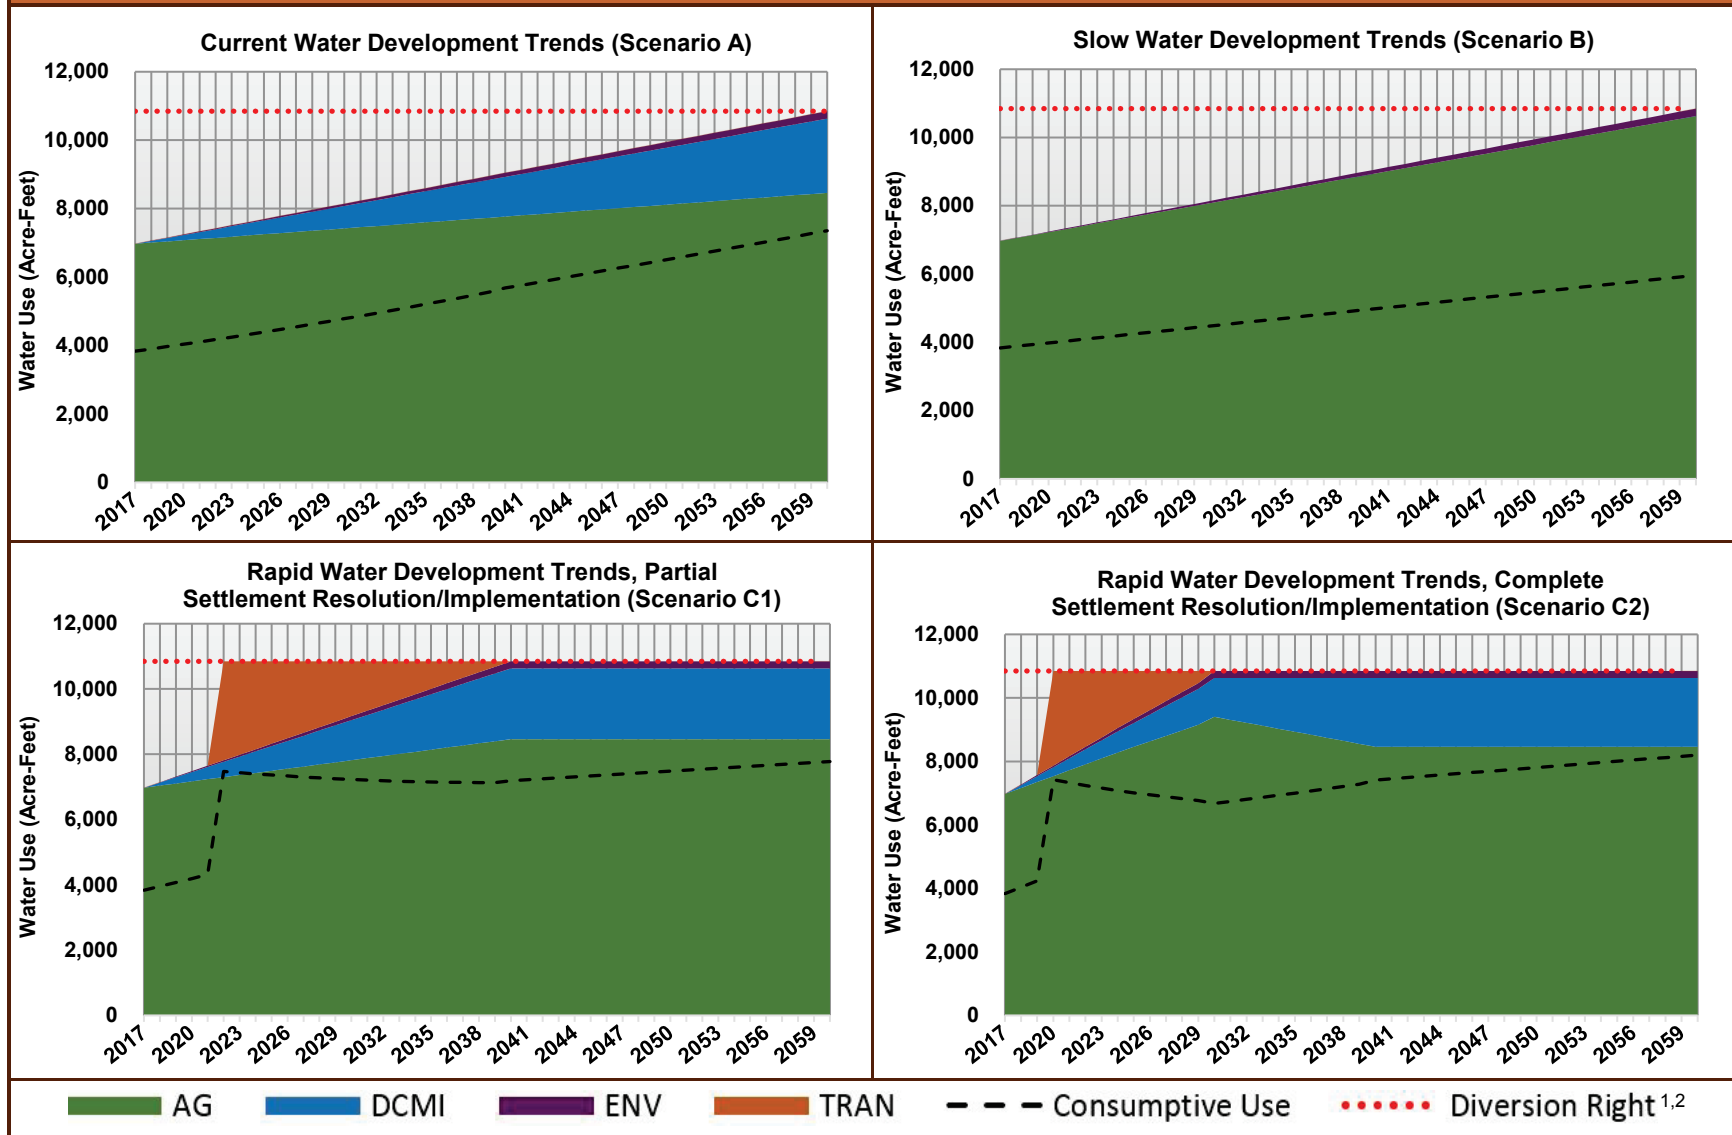 Current Water Development Trends (Scenario A)
12,000
10,000
8,000
6,000
4,000
2,000
0
Water Use (Acre-Feet)
2017 2020 2023 2026 2029 2032 2035 2038 2041 2044 2047 2050 2053 2056 2059
Slow Water Development Trends (Scenario B)
12,000
10,000
8,000
6,000
4,000
2,000
0
Water Use (Acre-Feet)
2017 2020 2023 2026 2029 2032 2035 2038 2041 2044 2047 2050 2053 2056 2059
Rapid Water Development Trends, Partial
Settlement Resolution/Implementation (Scenario C1)
12,000
10,000
8,000
6,000
4,000
2,000
0
Water Use (Acre-Feet)
2017 2020 2023 2026 2029 2032 2035 2038 2041 2044 2047 2050 2053 2056 2059
Rapid Water Development Trends, Complete
Settlement Resolution/Implementation (Scenario C2)
12,000
10,000
8,000
6,000
4,000
2,000
0
Water Use (Acre-Feet)
2017 2020 2023 2026 2029 2032 2035 2038 2041 2044 2047 2050 2053 2056 2059
AG DCMI ENV TRAN Consumptive Use Diversion Right 1,2